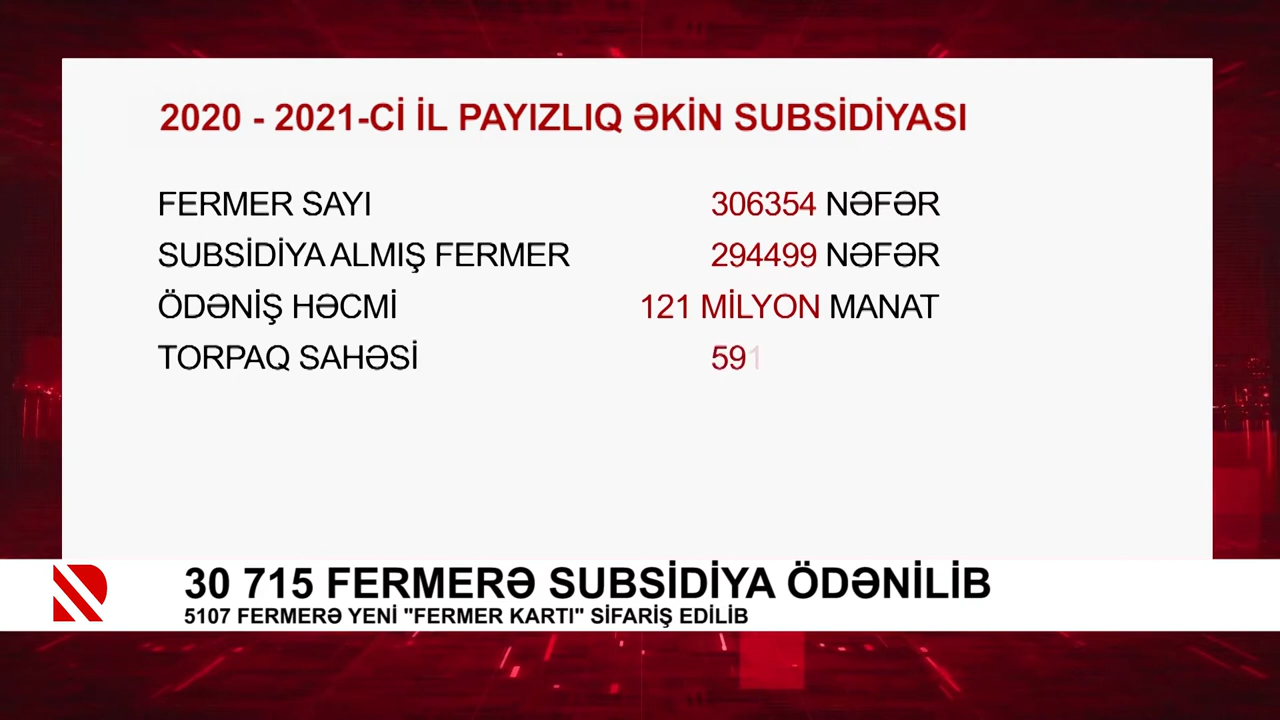 2020 - 2021-Cİ İL PAYIZLIQ ƏKİN SUBSİDİYASI
FERMER SAYI 306354 NƏFƏR
SUBSİDİYA ALMIŞ FERMER 294499 NƏFƏR
ÖDƏNİŞ HƏCMİ 121 MİLYON MANAT
TORPAQ SAHƏSİ 591
30 715 FERMERƏ SUBSİDİYA ÖDƏNİLİB
5107 FERMERƏ YENİ "FERMER KARTI" SİFARİŞ EDİLİB